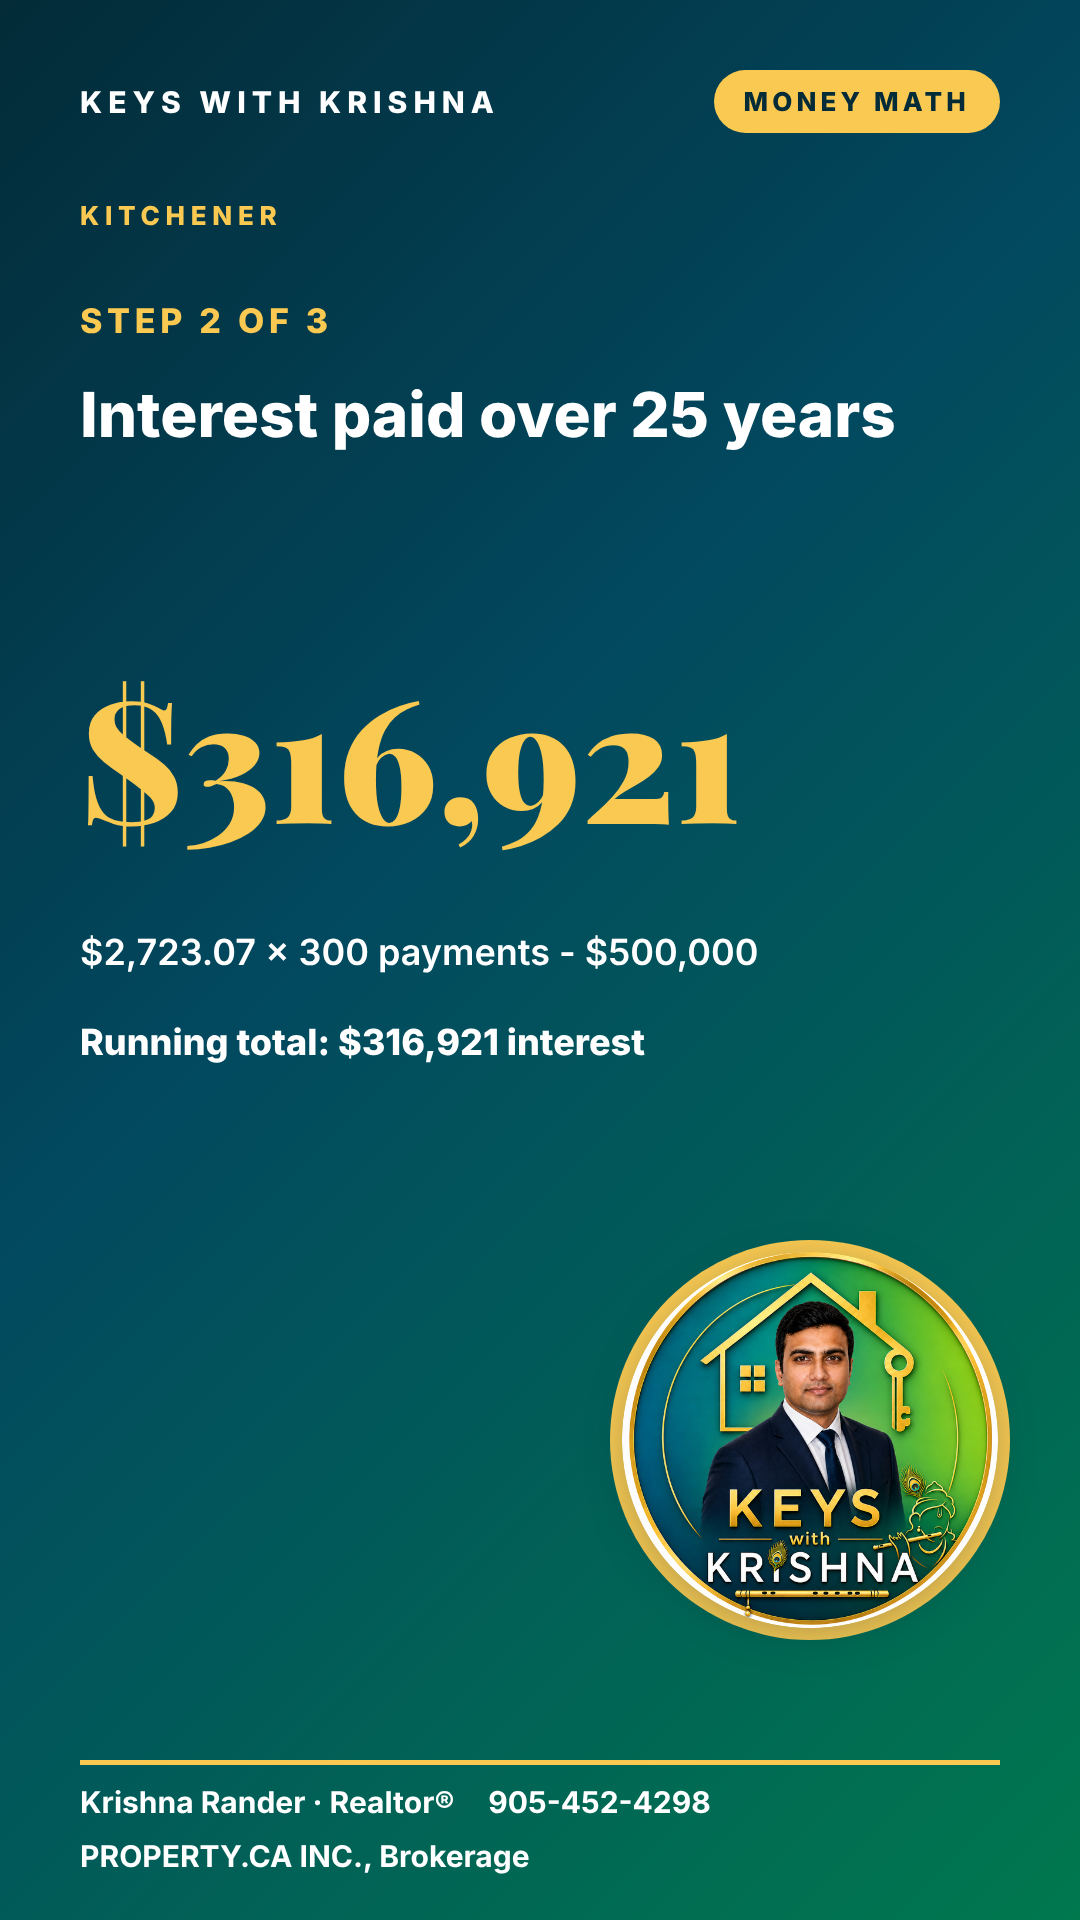 KEYS WITH KRISHNA
MONEY MATH
KITCHENER
STEP 2 OF 3
Interest paid over 25 years
$316,921
$2,723.07 × 300 payments - $500,000
Running total: $316,921 interest
KEYS
with
KRISHNA
Krishna Rander · Realtor® 905-452-4298
PROPERTY.CA INC., Brokerage